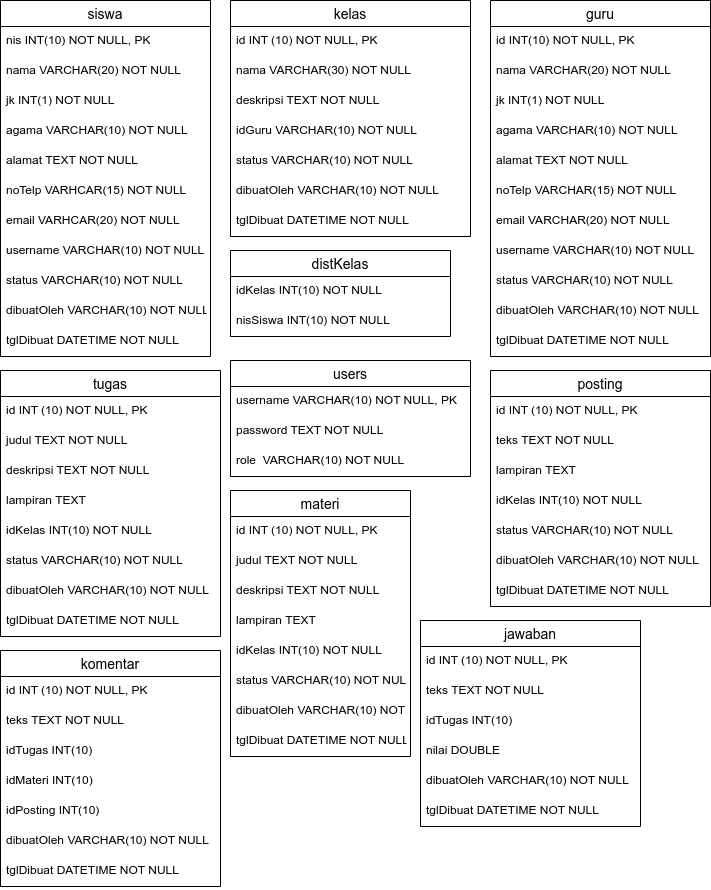 siswa
nis INT(10) NOT NULL, PK
nama VARCHAR(20) NOT NULL
jk INT(1) NOT NULL
agama VARCHAR(10) NOT NULL
alamat TEXT NOT NULL
noTelp VARHCAR(15) NOT NULL
email VARHCAR(20) NOT NULL
username VARCHAR(10) NOT NULL
status VARCHAR(10) NOT NULL
dibuatOleh VARCHAR(10) NOT NULL
tglDibuat DATETIME NOT NULL
kelas
id INT (10) NOT NULL, PK
nama VARCHAR(30) NOT NULL
deskripsi TEXT NOT NULL
idGuru VARCHAR(10) NOT NULL
status VARCHAR(10) NOT NULL
dibuatOleh VARCHAR(10) NOT NULL
tglDibuat DATETIME NOT NULL
guru
id INT(10) NOT NULL, PK
nama VARCHAR(20) NOT NULL
jk INT(1) NOT NULL
agama VARCHAR(10) NOT NULL
alamat TEXT NOT NULL
noTelp VARCHAR(15) NOT NULL
email VARCHAR(20) NOT NULL
username VARCHAR(10) NOT NULL
status VARCHAR(10) NOT NULL
dibuatOleh VARCHAR(10) NOT NULL
tglDibuat DATETIME NOT NULL
distKelas
idKelas INT(10) NOT NULL
nisSiswa INT(10) NOT NULL
users
username VARCHAR(10) NOT NULL, PK
password TEXT NOT NULL
role VARCHAR(10) NOT NULL
tugas
id INT (10) NOT NULL, PK
judul TEXT NOT NULL
deskripsi TEXT NOT NULL
lampiran TEXT
idKelas INT(10) NOT NULL
status VARCHAR(10) NOT NULL
dibuatOleh VARCHAR(10) NOT NULL
tglDibuat DATETIME NOT NULL
posting
id INT (10) NOT NULL, PK
teks TEXT NOT NULL
lampiran TEXT
idKelas INT(10) NOT NULL
status VARCHAR(10) NOT NULL
dibuatOleh VARCHAR(10) NOT NULL
tglDibuat DATETIME NOT NULL
materi
id INT (10) NOT NULL, PK
judul TEXT NOT NULL
deskripsi TEXT NOT NULL
lampiran TEXT
idKelas INT(10) NOT NULL
status VARCHAR(10) NOT NUL
dibuatOleh VARCHAR(10) NOT
tglDibuat DATETIME NOT NULL
jawaban
id INT (10) NOT NULL, PK
teks TEXT NOT NULL
idTugas INT(10)
nilai DOUBLE
dibuatOleh VARCHAR(10) NOT NULL
tglDibuat DATETIME NOT NULL
komentar
id INT (10) NOT NULL, PK
teks TEXT NOT NULL
idTugas INT(10)
idMateri INT(10)
idPosting INT(10)
dibuatOleh VARCHAR(10) NOT NULL
tglDibuat DATETIME NOT NULL